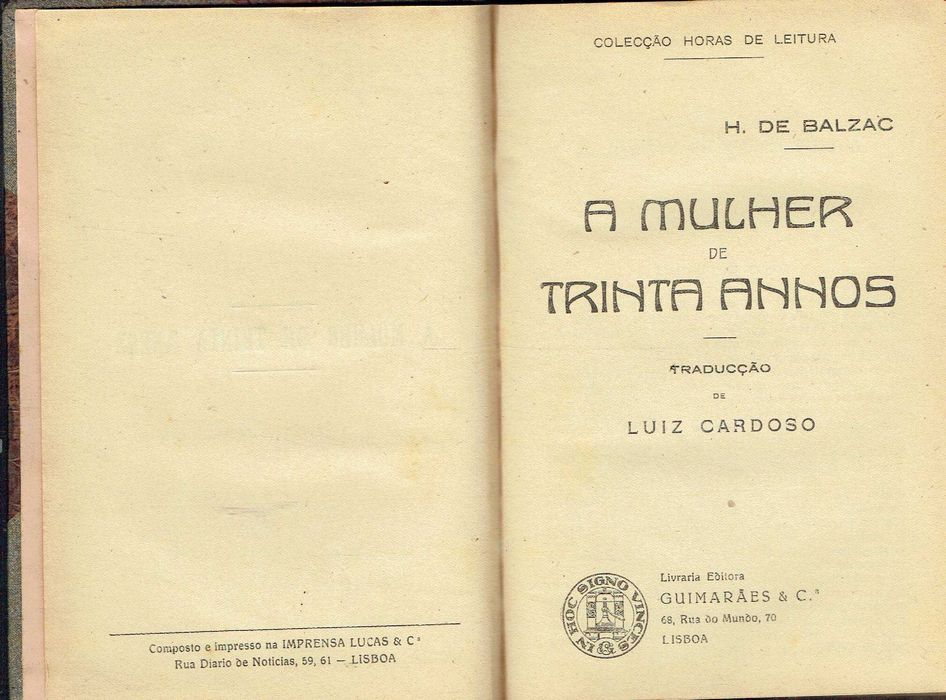 Composto e impresso na IMPRENSA LUCAS & Cª
Rua Diario de Noticias, 59, 61 — LISBOA
COLECÇÃO HORAS DE LEITURA
H. DE BALZAC
A MULHER
DE
TRINTA ANNOS
TRADUCÇÃO
DE
LUIZ CARDOSO
IN HOC SIGNO VINCES
Livraria Editora
GUIMARÃES & C.ª
68, Rua do Mundo, 70
LISBOA